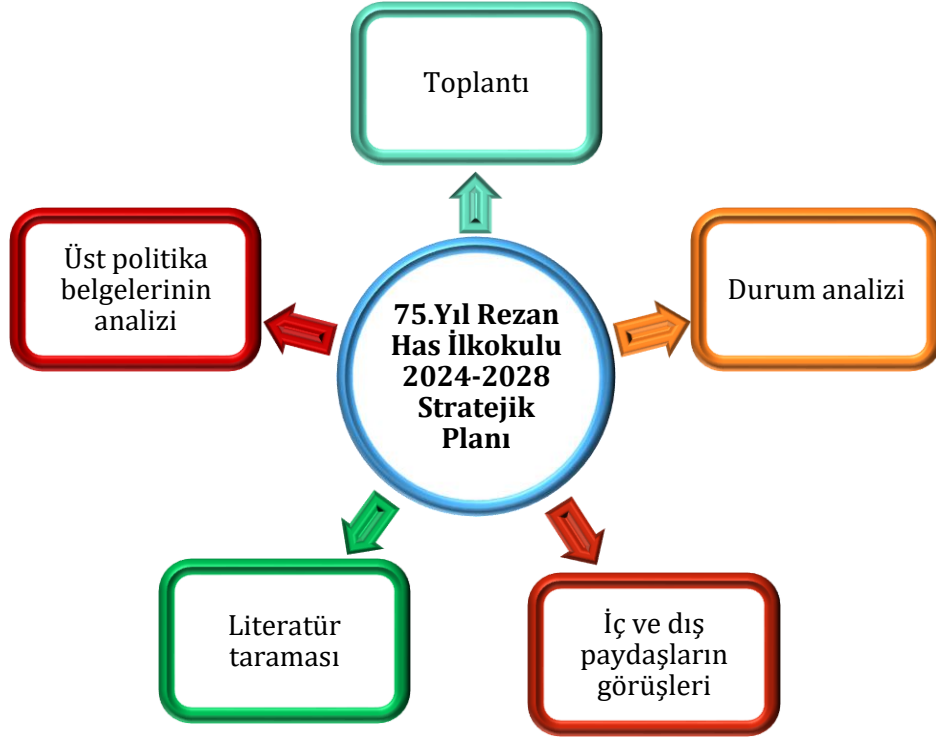 Toplantı
Üst politika
belgelerinin
analizi
Durum analizi
75.Yıl Rezan
Has İlkokulu
2024-2028
Stratejik
Planı
Literatür
taraması
İç ve dış
paydaşların
görüşleri